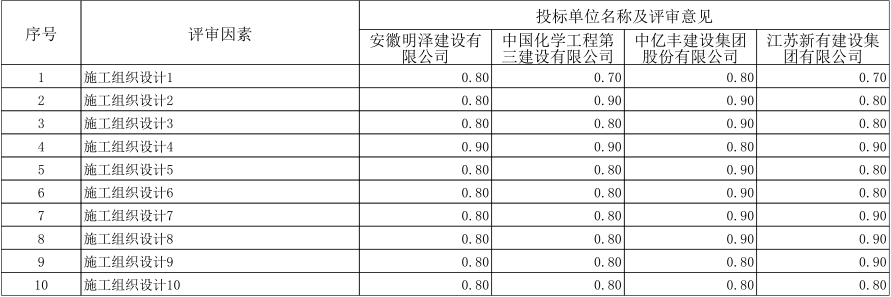 序号 评审因素 投标单位名称及评审意见
安徽明泽建设有限公司 中国化学工程第三建设有限公司 中亿丰建设集团股份有限公司 江苏新有建设集团有限公司
1 施工组织设计1 0.80 0.70 0.80 0.70
2 施工组织设计2 0.80 0.90 0.90 0.80
3 施工组织设计3 0.80 0.80 0.90 0.80
4 施工组织设计4 0.90 0.90 0.80 0.90
5 施工组织设计5 0.80 0.80 0.90 0.80
6 施工组织设计6 0.80 0.80 0.90 0.80
7 施工组织设计7 0.80 0.80 0.90 0.90
8 施工组织设计8 0.80 0.80 0.90 0.90
9 施工组织设计9 0.80 0.80 0.80 0.90
10 施工组织设计10 0.80 0.80 0.80 0.80